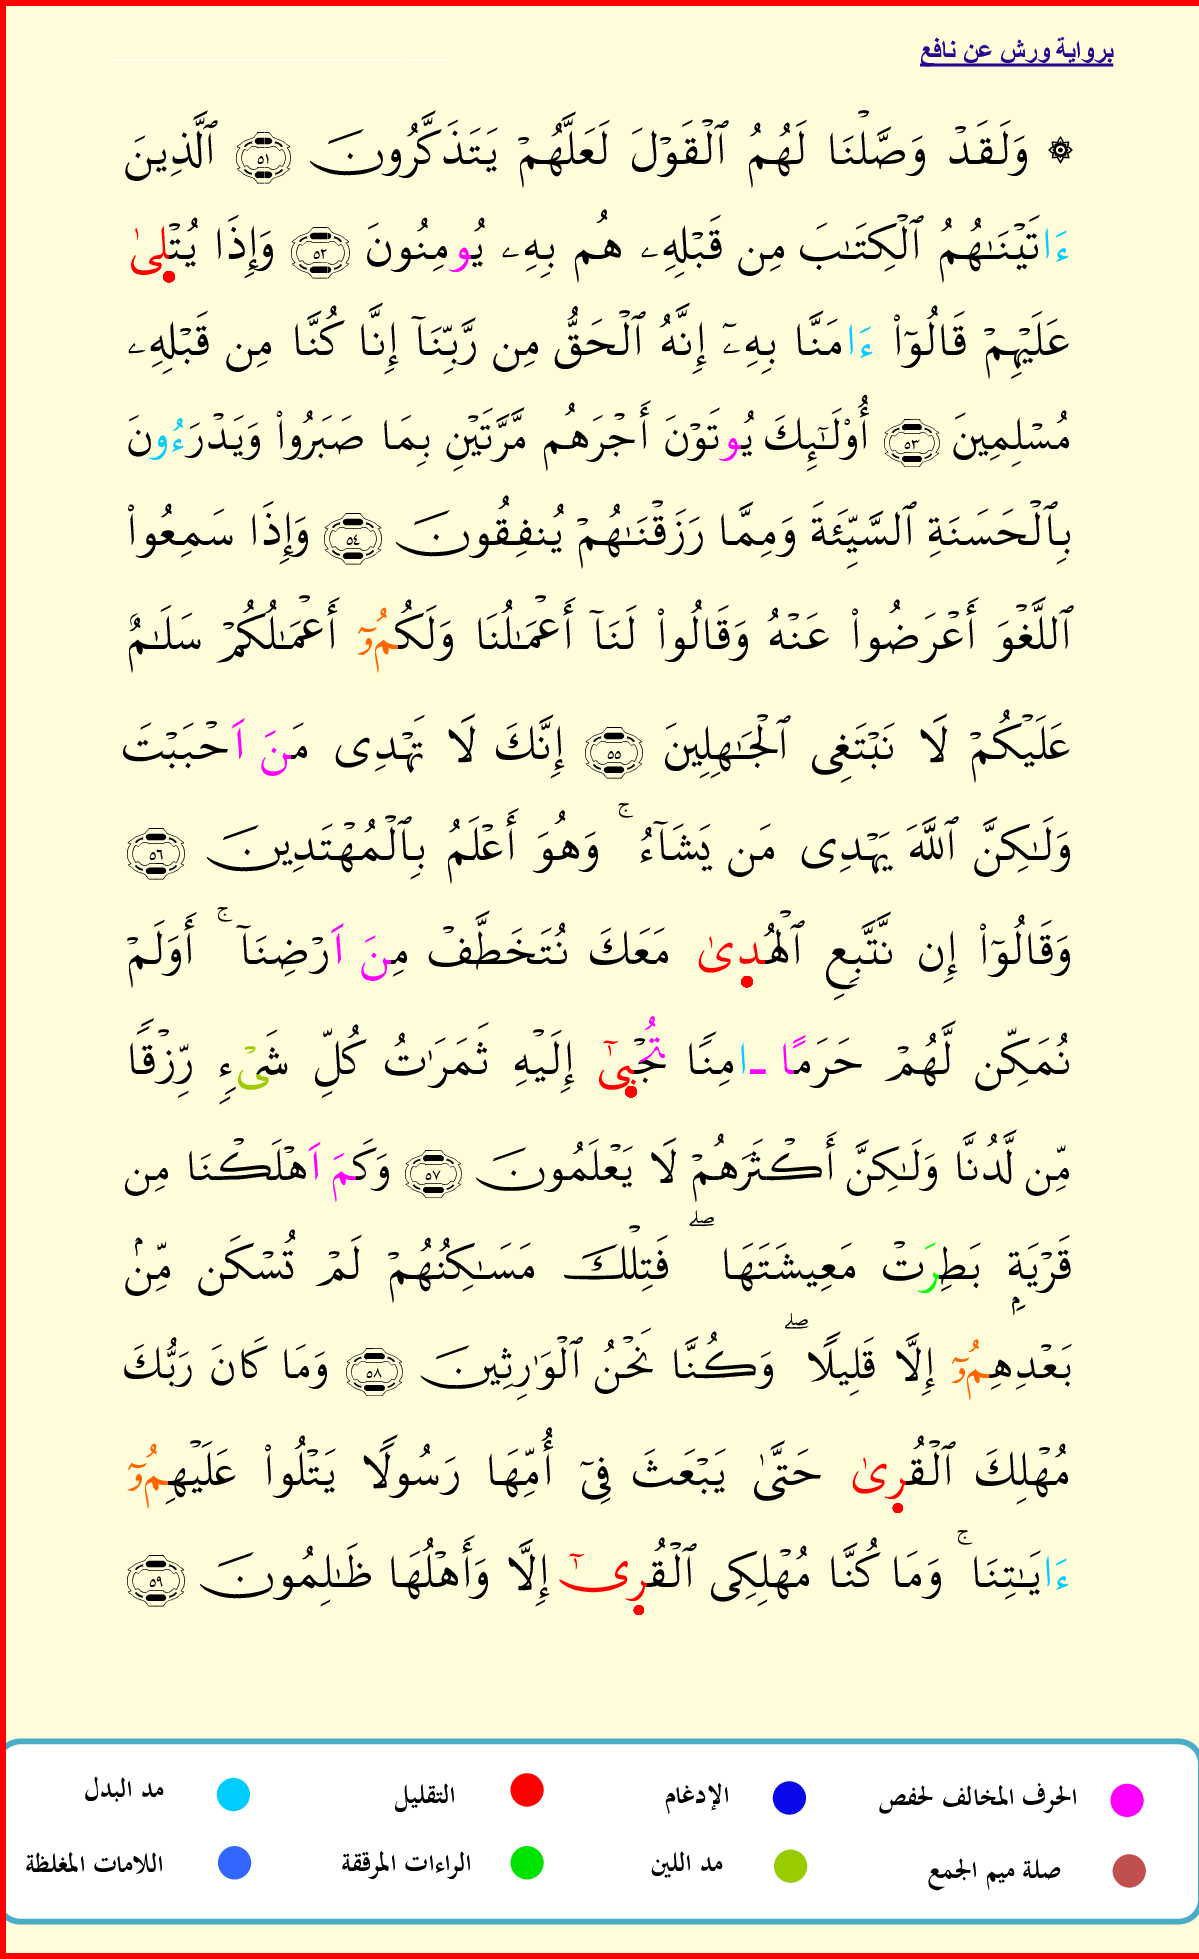 برواية ورش عن نافع
۞ وَلَقَدْ وَصَّلْنَا لَهُمُ ٱلْقَوْلَ لَعَلَّهُمْ يَتَذَكَّرُونَ ٥١ ٱلَّذِينَ
ءَاتَيْنَـٰهُمُ ٱلْكِتَـٰبَ مِن قَبْلِهِۦ هُم بِهِۦ يُومِنُونَ ٥٢ وَإِذَا يُتْلىٰ
عَلَيْهِمْ قَالُوٓاْ ءَامَنَّا بِهِۦٓ إِنَّهُ ٱلْحَقُّ مِن رَّبِّنَآ إِنَّا كُنَّا مِن قَبْلِهِۦ
مُسْلِمِينَ ٥٣ أُوْلَـٰٓئِكَ يُوتَوْنَ أَجْرَهُم مَّرَّتَيْنِ بِمَا صَبَرُواْ وَيَدْرَءُونَ
بِٱلْحَسَنَةِ ٱلسَّيِّئَةَ وَمِمَّا رَزَقْنَـٰهُمْ يُنفِقُونَ ٥٤ وَإِذَا سَمِعُواْ
ٱللَّغْوَ أَعْرَضُواْ عَنْهُ وَقَالُواْ لَنَآ أَعْمَـٰلُنَا وَلَكُمُۥٓ أَعْمَـٰلُكُمْ سَلَـٰمٌ
عَلَيْكُمْ لَا نَبْتَغِى ٱلْجَـٰهِلِينَ ٥٥ إِنَّكَ لَا تَهْدِى مَنَ اَحْبَبْتَ
وَلَـٰكِنَّ ٱللَّهَ يَهْدِى مَن يَشَآءُ ۚ وَهُوَ أَعْلَمُ بِٱلْمُهْتَدِينَ ٥٦
وَقَالُوٓاْ إِن نَّتَّبِعِ ٱلْهُدِىٰ مَعَكَ نُتَخَطَّفْ مِنَ اَرْضِنَآ ۚ أَوَلَمْ
نُمَكِّن لَّهُمْ حَرَمًا ـامِنًا تُجْبِىٰٓ إِلَيْهِ ثَمَرَٰتُ كُلِّ شَىْءٍ رِّزْقًا
مِّن لَّدُنَّا وَلَـٰكِنَّ أَكْثَرَهُمْ لَا يَعْلَمُونَ ٥٧ وَكَمَ اَهْلَكْنَا مِن
قَرْيَةٍۭ بَطِرَتْ مَعِيشَتَهَا ۖ فَتِلْكَ مَسَـٰكِنُهُمْ لَمْ تُسْكَن مِّنۢ
بَعْدِهِمُۥٓ إِلَّا قَلِيلًا ۖ وَكُنَّا نَحْنُ ٱلْوَٰرِثِينَ ٥٨ وَمَا كَانَ رَبُّكَ
مُهْلِكَ ٱلْقُرِىٰ حَتَّىٰ يَبْعَثَ فِىٓ أُمِّهَا رَسُولًا يَتْلُواْ عَلَيْهِمُۥٓ
ءَايَـٰتِنَا ۚ وَمَا كُنَّا مُهْلِكِى ٱلْقُرِىٓ إِلَّا وَأَهْلُهَا ظَـٰلِمُونَ ٥٩
الحرف المخالف لحفص الإدغام التقليل مد البدل
صلة ميم الجمع مد اللين الراءات المرققة اللامات المغلظة